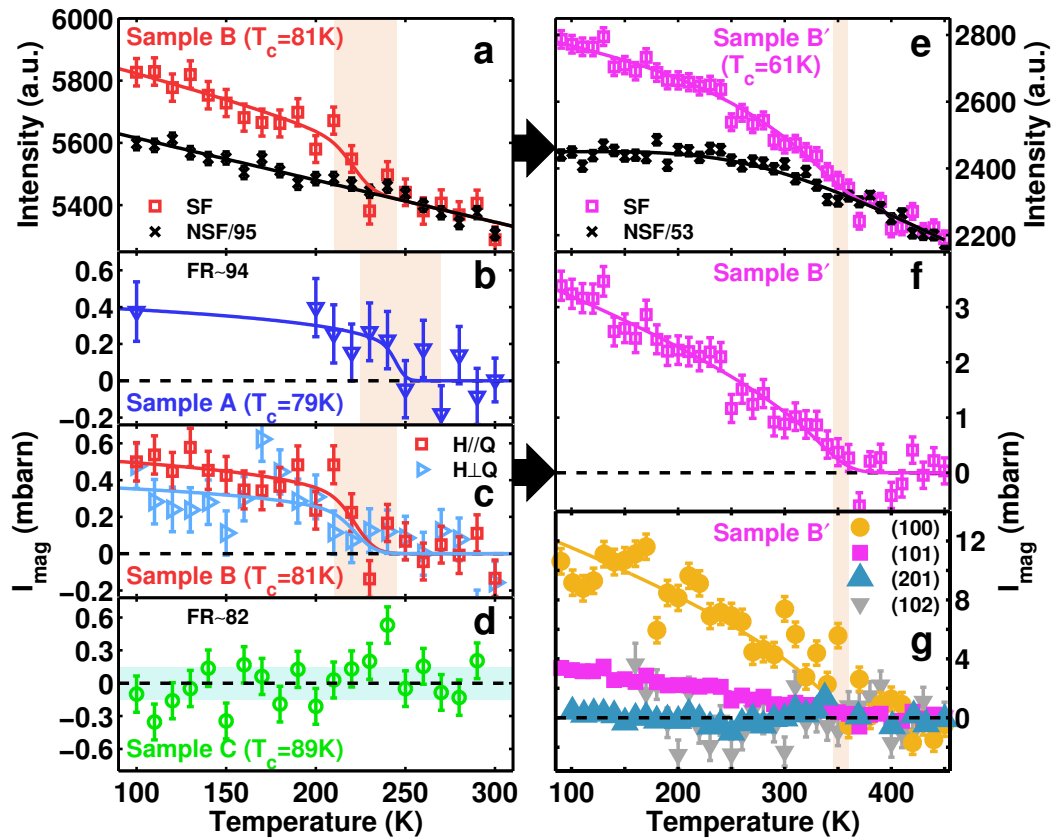 Sample B (Tc=81K)
a
SF
NSF/95
6000
5800
5600
5400
Intensity (a.u.)
FR~94
b
Sample A (Tc=79K)
0.6
0.4
0.2
0
−0.2
H//Q
H⊥Q
c
Sample B (Tc=81K)
0.6
0.4
0.2
0
−0.2
Imag (mbarn)
FR~82
d
Sample C (Tc=89K)
0.6
0.3
0
−0.3
−0.6
100 150 200 250 300
Temperature (K)
Sample B′
(Tc=61K)
e
SF
NSF/53
2800
2600
2400
2200
Intensity (a.u.)
Sample B′
f
3
2
1
0
Sample B′
(100)
(101)
(201)
(102)
g
12
8
4
0
Imag (mbarn)
100 200 300 400
Temperature (K)